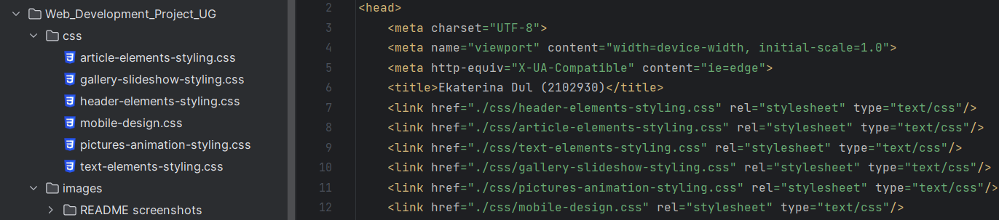 Web_Development_Project_UG
css
article-elements-styling.css
gallery-slideshow-styling.css
header-elements-styling.css
mobile-design.css
pictures-animation-styling.css
text-elements-styling.css
images
README screenshots
2 <head>
3 <meta charset="UTF-8">
4 <meta name="viewport" content="width=device-width, initial-scale=1.0">
5 <meta http-equiv="X-UA-Compatible" content="ie=edge">
6 <title>Ekaterina Dul (2102930)</title>
7 <link href="./css/header-elements-styling.css" rel="stylesheet" type="text/css"/>
8 <link href="./css/article-elements-styling.css" rel="stylesheet" type="text/css"/>
9 <link href="./css/text-elements-styling.css" rel="stylesheet" type="text/css"/>
10 <link href="./css/gallery-slideshow-styling.css" rel="stylesheet" type="text/css"/>
11 <link href="./css/pictures-animation-styling.css" rel="stylesheet" type="text/css"/>
12 <link href="./css/mobile-design.css" rel="stylesheet" type="text/css"/>